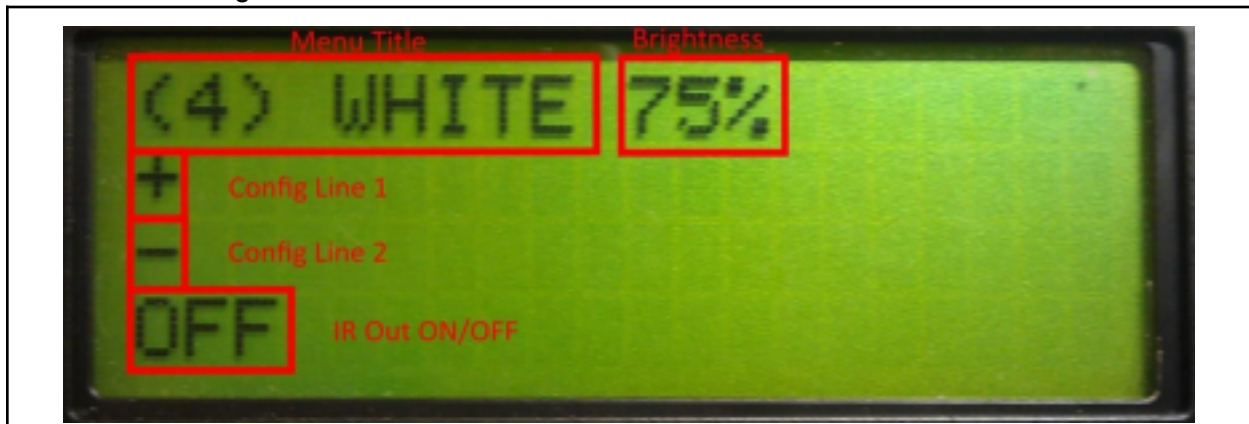 Menu Title Brightness
(4) WHITE 75%
+ Config Line 1
- Config Line 2
OFF IR Out ON/OFF